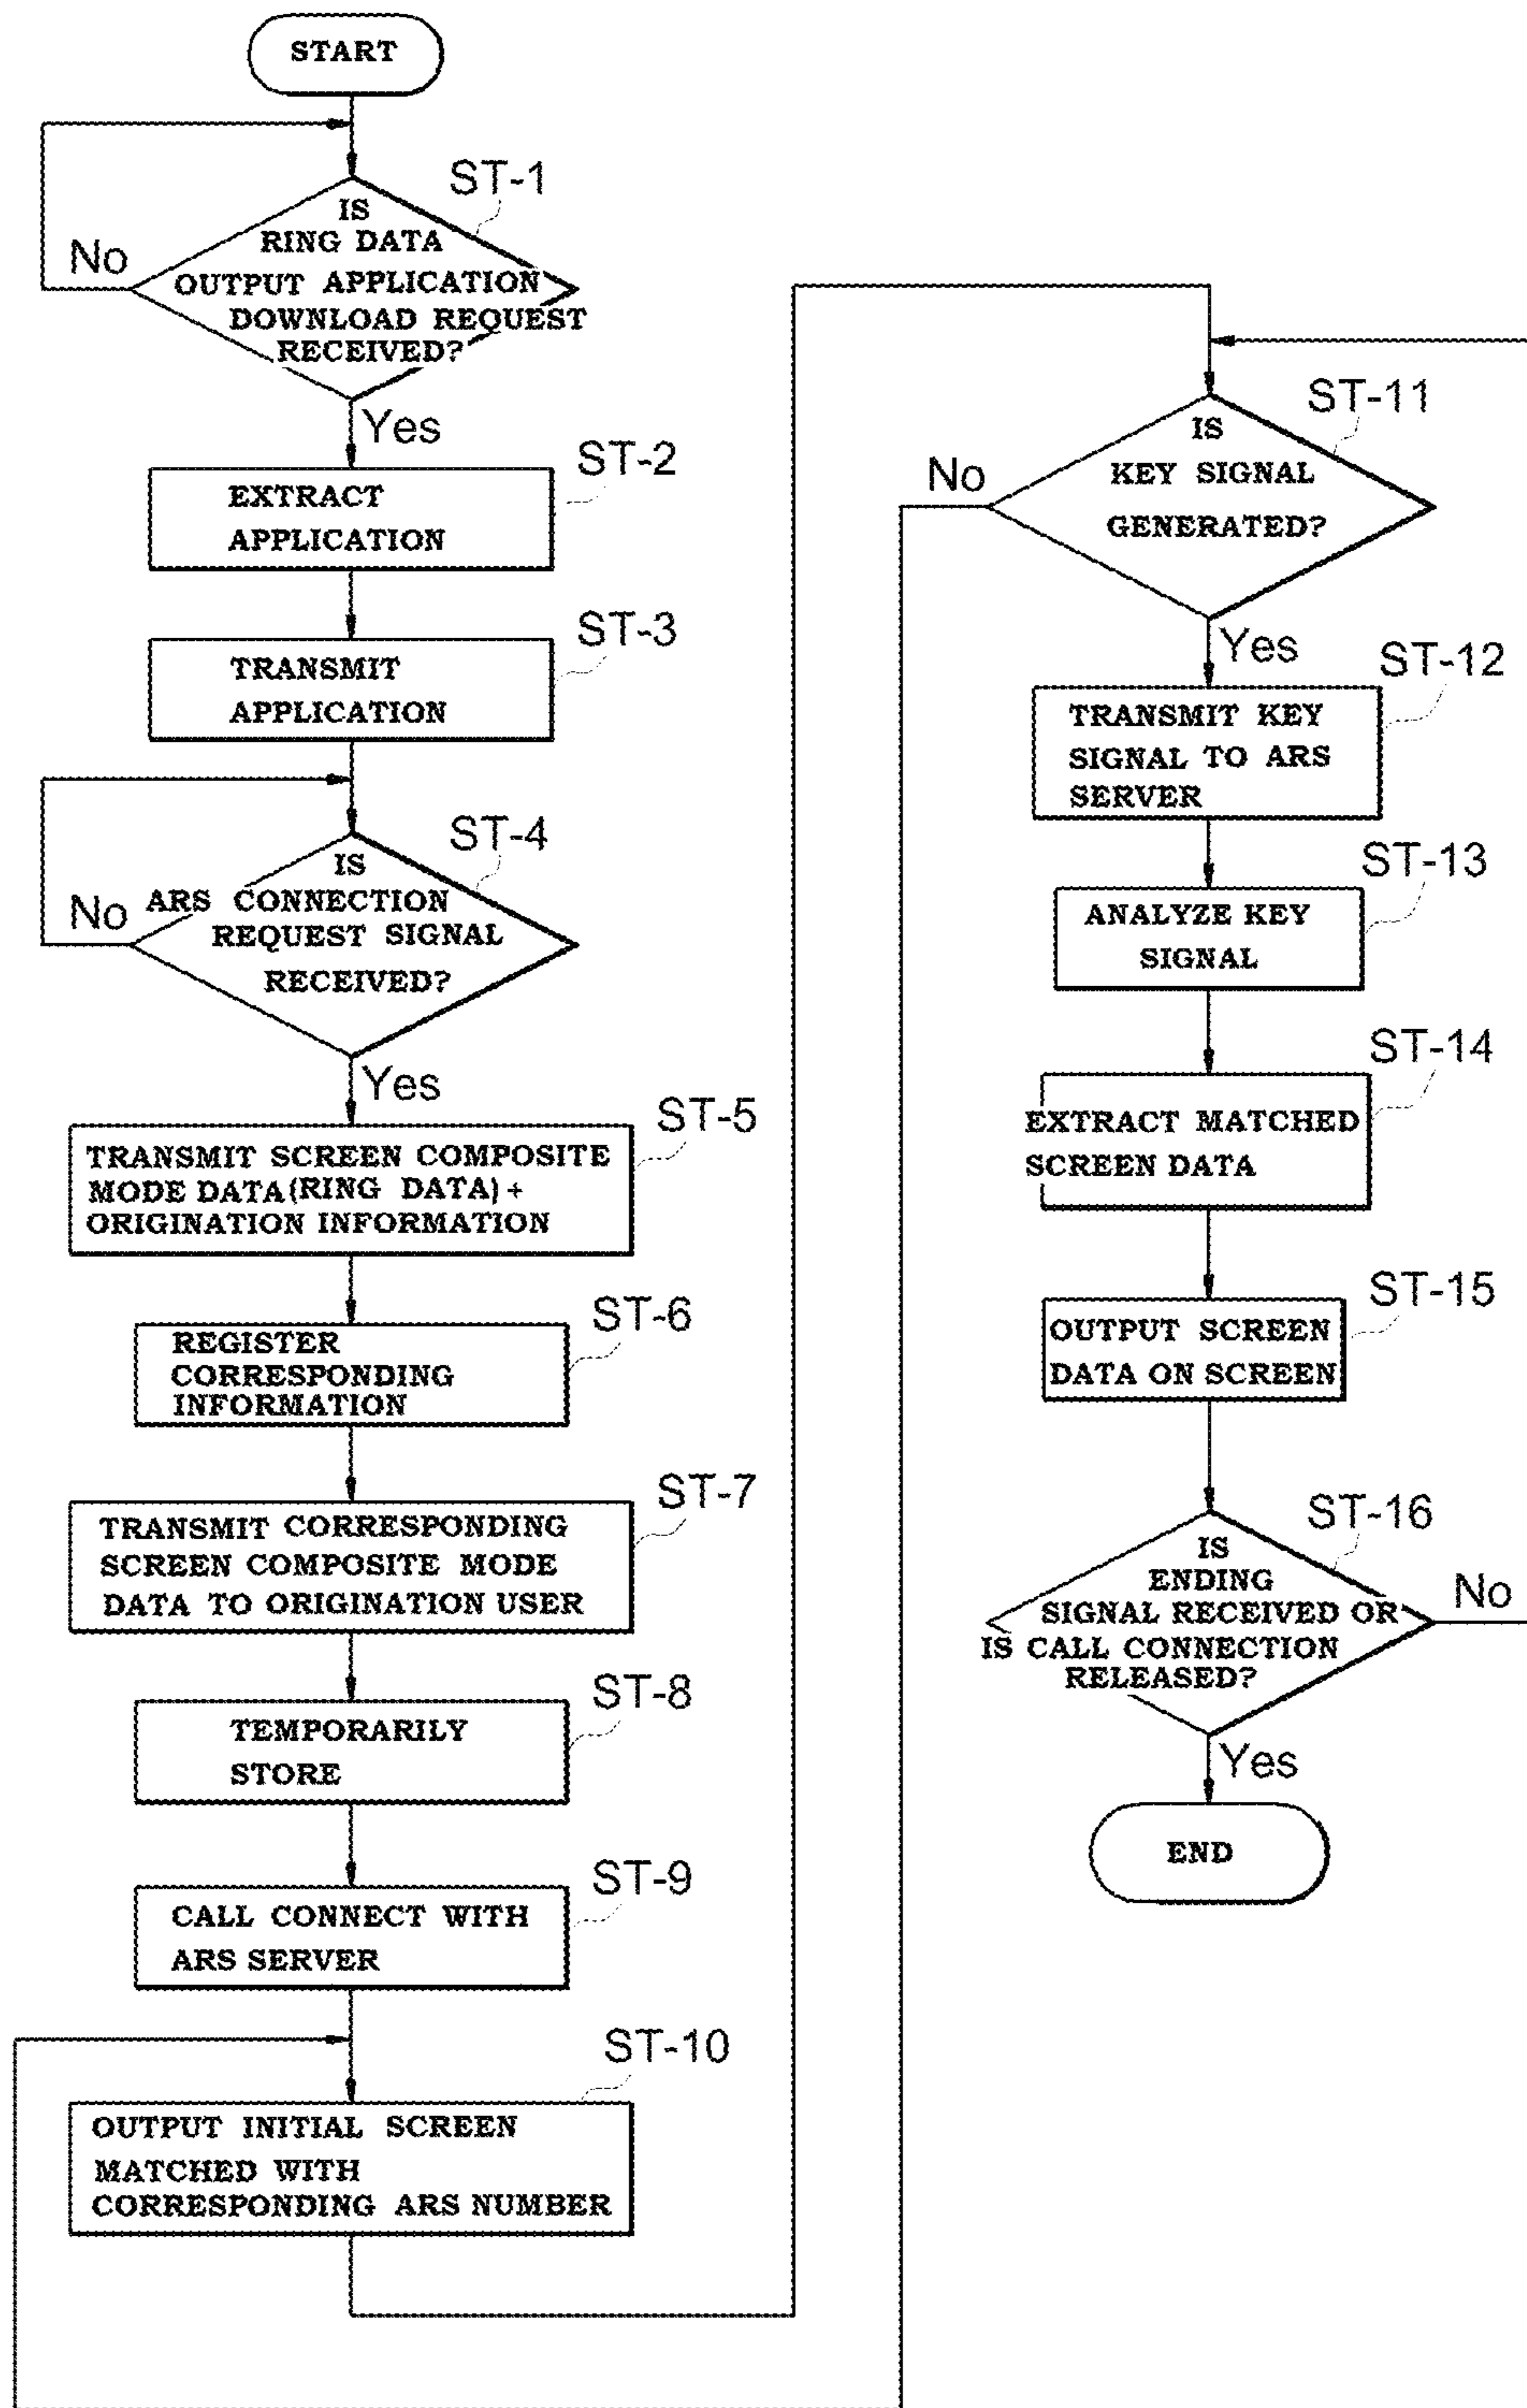 START
ST-1
IS
RING DATA
OUTPUT APPLICATION
DOWNLOAD REQUEST
RECEIVED?
No
Yes
ST-2
EXTRACT
APPLICATION
ST-3
TRANSMIT
APPLICATION
ST-4
IS
ARS CONNECTION
REQUEST SIGNAL
RECEIVED?
No
Yes
ST-5
TRANSMIT SCREEN COMPOSITE
MODE DATA(RING DATA)+
ORIGINATION INFORMATION
ST-6
REGISTER
CORRESPONDING
INFORMATION
ST-7
TRANSMIT CORRESPONDING
SCREEN COMPOSITE MODE
DATA TO ORIGINATION USER
ST-8
TEMPORARILY
STORE
ST-9
CALL CONNECT WITH
ARS SERVER
ST-10
OUTPUT INITIAL SCREEN
MATCHED WITH
CORRESPONDING ARS NUMBER
ST-11
IS
KEY SIGNAL
GENERATED?
No
Yes
ST-12
TRANSMIT KEY
SIGNAL TO ARS
SERVER
ST-13
ANALYZE KEY
SIGNAL
ST-14
EXTRACT MATCHED
SCREEN DATA
ST-15
OUTPUT SCREEN
DATA ON SCREEN
ST-16
IS
ENDING
SIGNAL RECEIVED OR
IS CALL CONNECTION
RELEASED?
No
Yes
END